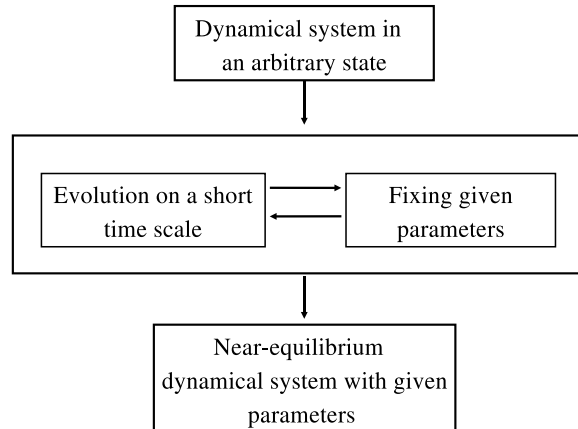 Dynamical system in
an arbitrary state
Evolution on a short
time scale
Fixing given
parameters
Near-equilibrium
dynamical system with given
parameters